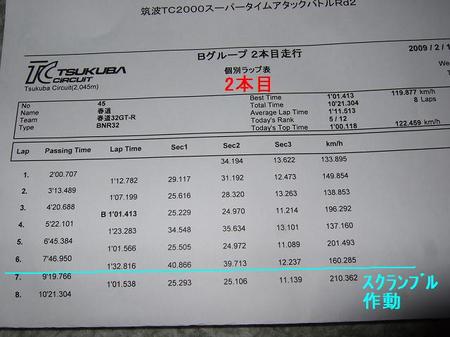 筑波TC2000スーパータイムアタックバトルRd2
Bグループ 2本目走行
2009 / 2 / 1
TC TSUKUBA CIRCUIT
Tsukuba Circuit(2,045m)
個別ラップ表
2本目
We
No 45
Name 春道
Team 春道32GT-R
Type BNR32
Best Time 1'01.413 119.877 km/h
Total Time 10'21.304 8 Laps
Average Lap Time 1'11.513
Today's Rank 5 / 12
Today's Top Time 1'00.118 122.459 km/h
Lap Passing Time Lap Time Sec1 Sec2 Sec3 km/h
1. 2'00.707 34.194 13.622 133.895
2. 3'13.489 1'12.782 29.117 31.192 12.473 149.854
3. 4'20.688 1'07.199 25.616 28.320 13.263 138.853
4. 5'22.101 B 1'01.413 25.229 24.970 11.214 196.292
5. 6'45.384 1'23.283 34.548 35.634 13.101 137.160
6. 7'46.950 1'01.566 25.505 24.972 11.089 201.493
7. 9'19.766 1'32.816 40.866 39.713 12.237 160.285
8. 10'21.304 1'01.538 25.293 25.106 11.139 210.362
ｽｸﾗﾝﾌﾞﾙ
作動